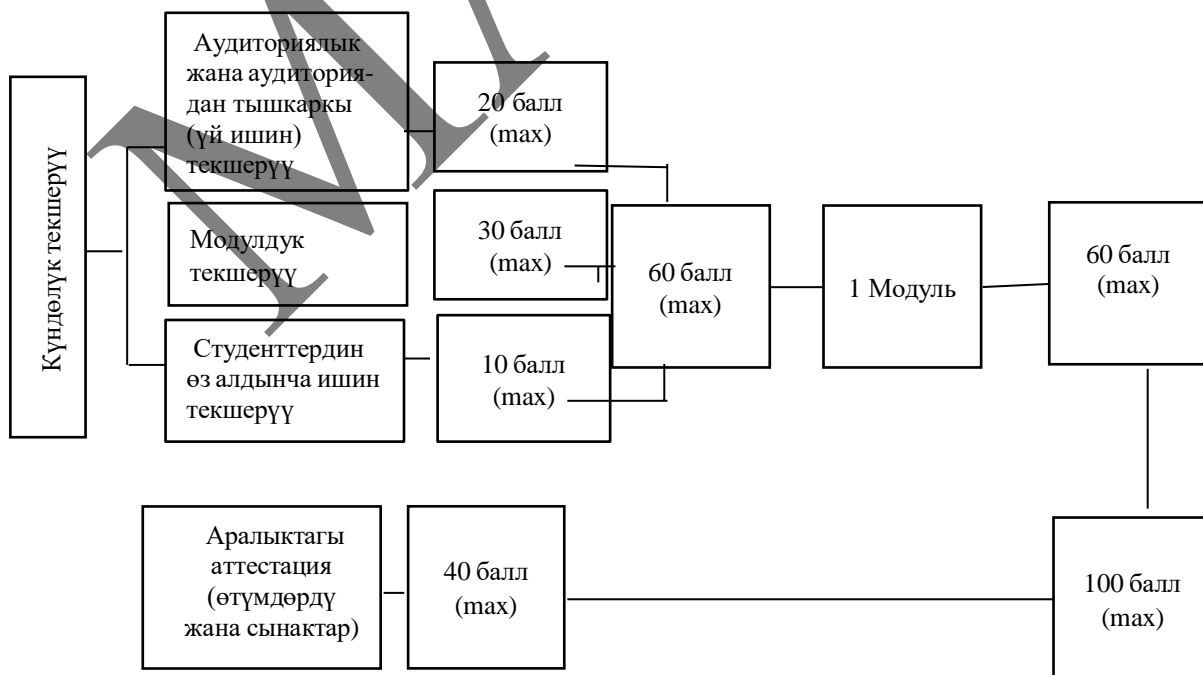 Күндөлүк текшерүү
Аудиториялык
жана аудитория-
дан тышкаркы
(үй ишин)
текшерүү
20 балл
(max)
Модулдук
текшерүү
30 балл
(max)
Студенттердин
өз алдынча ишин
текшерүү
10 балл
(max)
60 балл
(max)
1 Модуль
60 балл
(max)
Аралыктагы
аттестация
(өтүмдөрдү
жана сынактар)
40 балл
(max)
100 балл
(max)